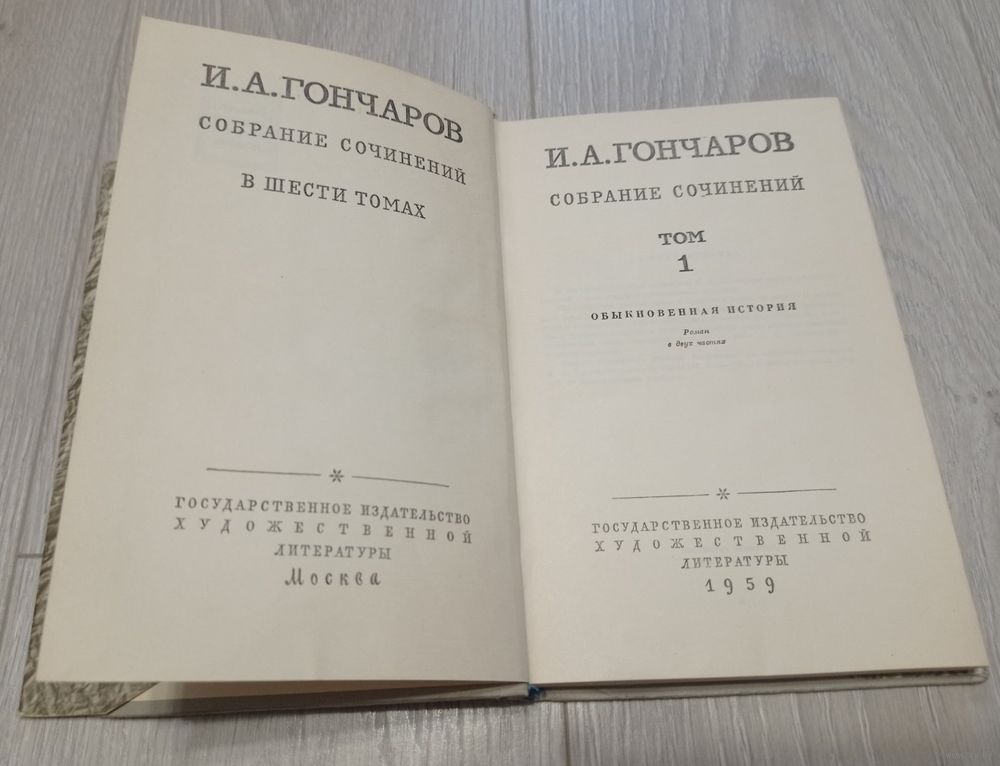 И.А.ГОНЧАРОВ
СОБРАНИЕ СОЧИНЕНИЙ
В ШЕСТИ ТОМАХ
ГОСУДАРСТВЕННОЕ ИЗДАТЕЛЬСТВО
ХУДОЖЕСТВЕННОЙ
ЛИТЕРАТУРЫ
Москва
И.А.ГОНЧАРОВ
СОБРАНИЕ СОЧИНЕНИЙ
ТОМ
1
ОБЫКНОВЕННАЯ ИСТОРИЯ
Роман
в двух частях
ГОСУДАРСТВЕННОЕ ИЗДАТЕЛЬСТВО
ХУДОЖЕСТВЕННОЙ
ЛИТЕРАТУРЫ
1959